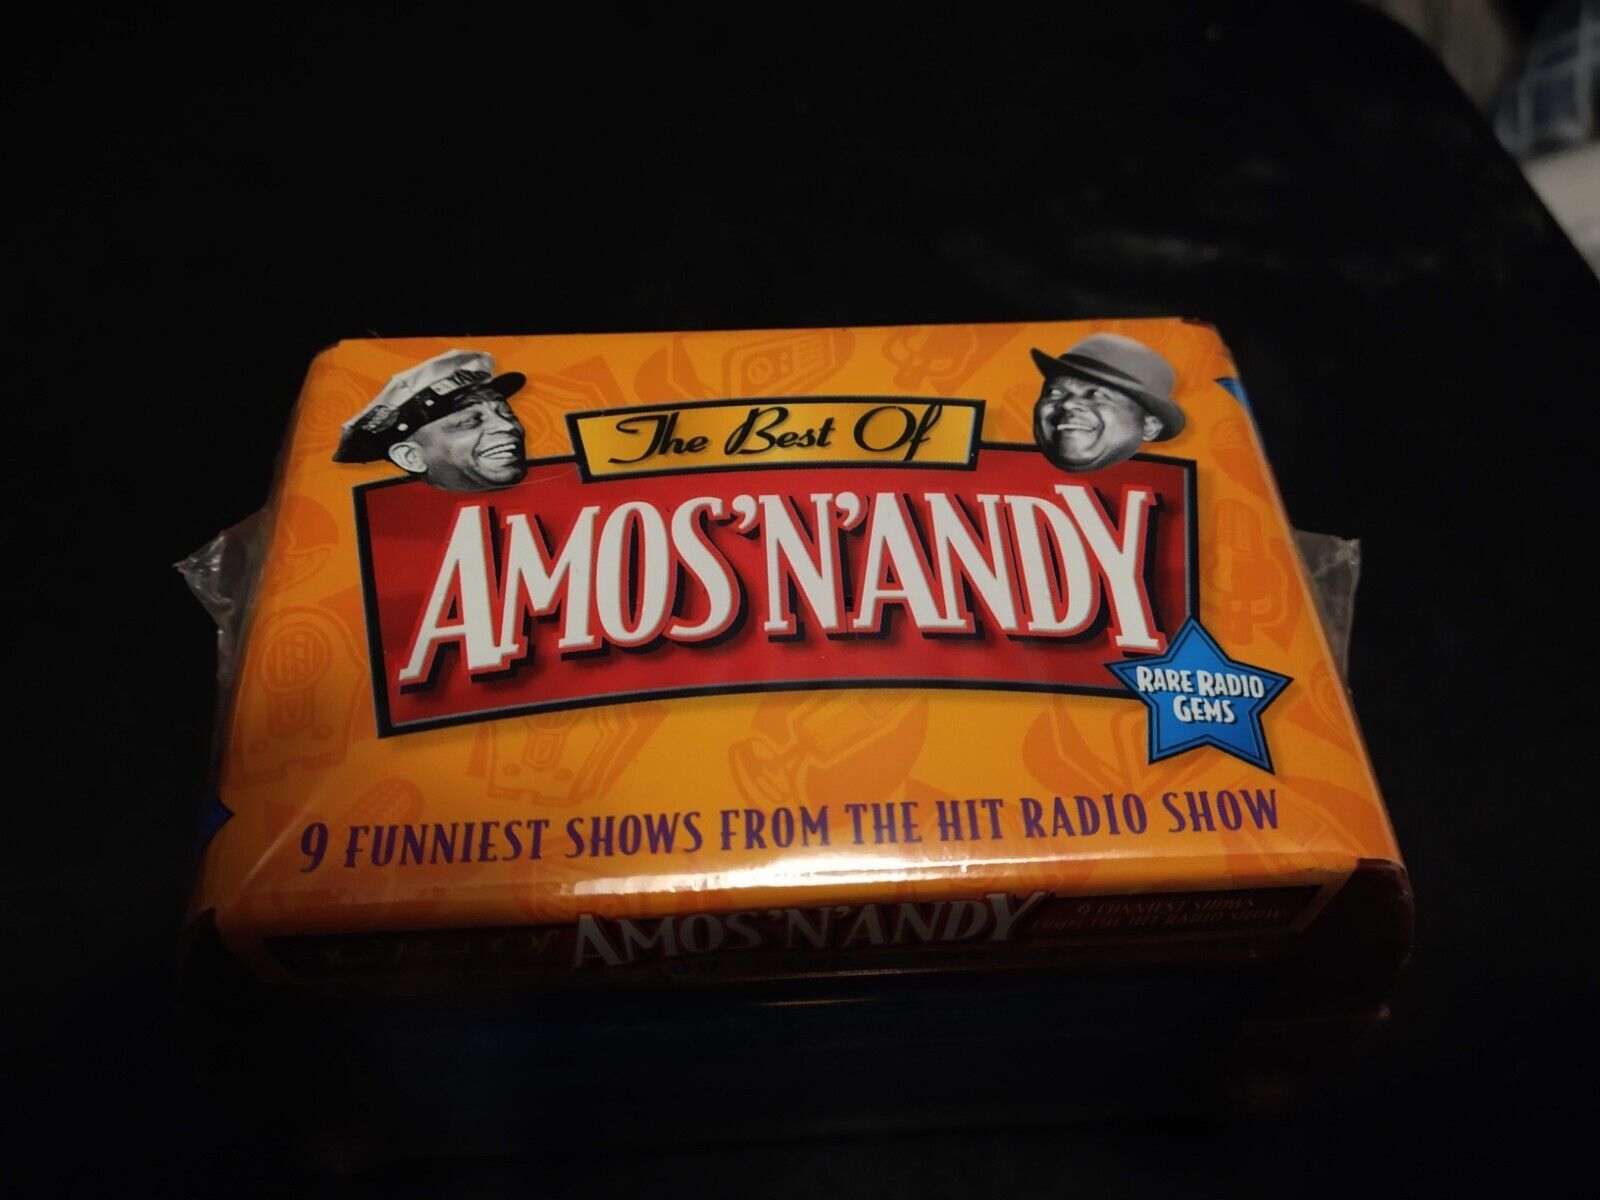 The Best Of
AMOS'N'ANDY
RARE RADIO
GEMS
9 FUNNIEST SHOWS FROM THE HIT RADIO SHOW
The Best Of AMOS'N'ANDY
9 FUNNIEST SHOWS
FROM THE HIT RADIO SHOW